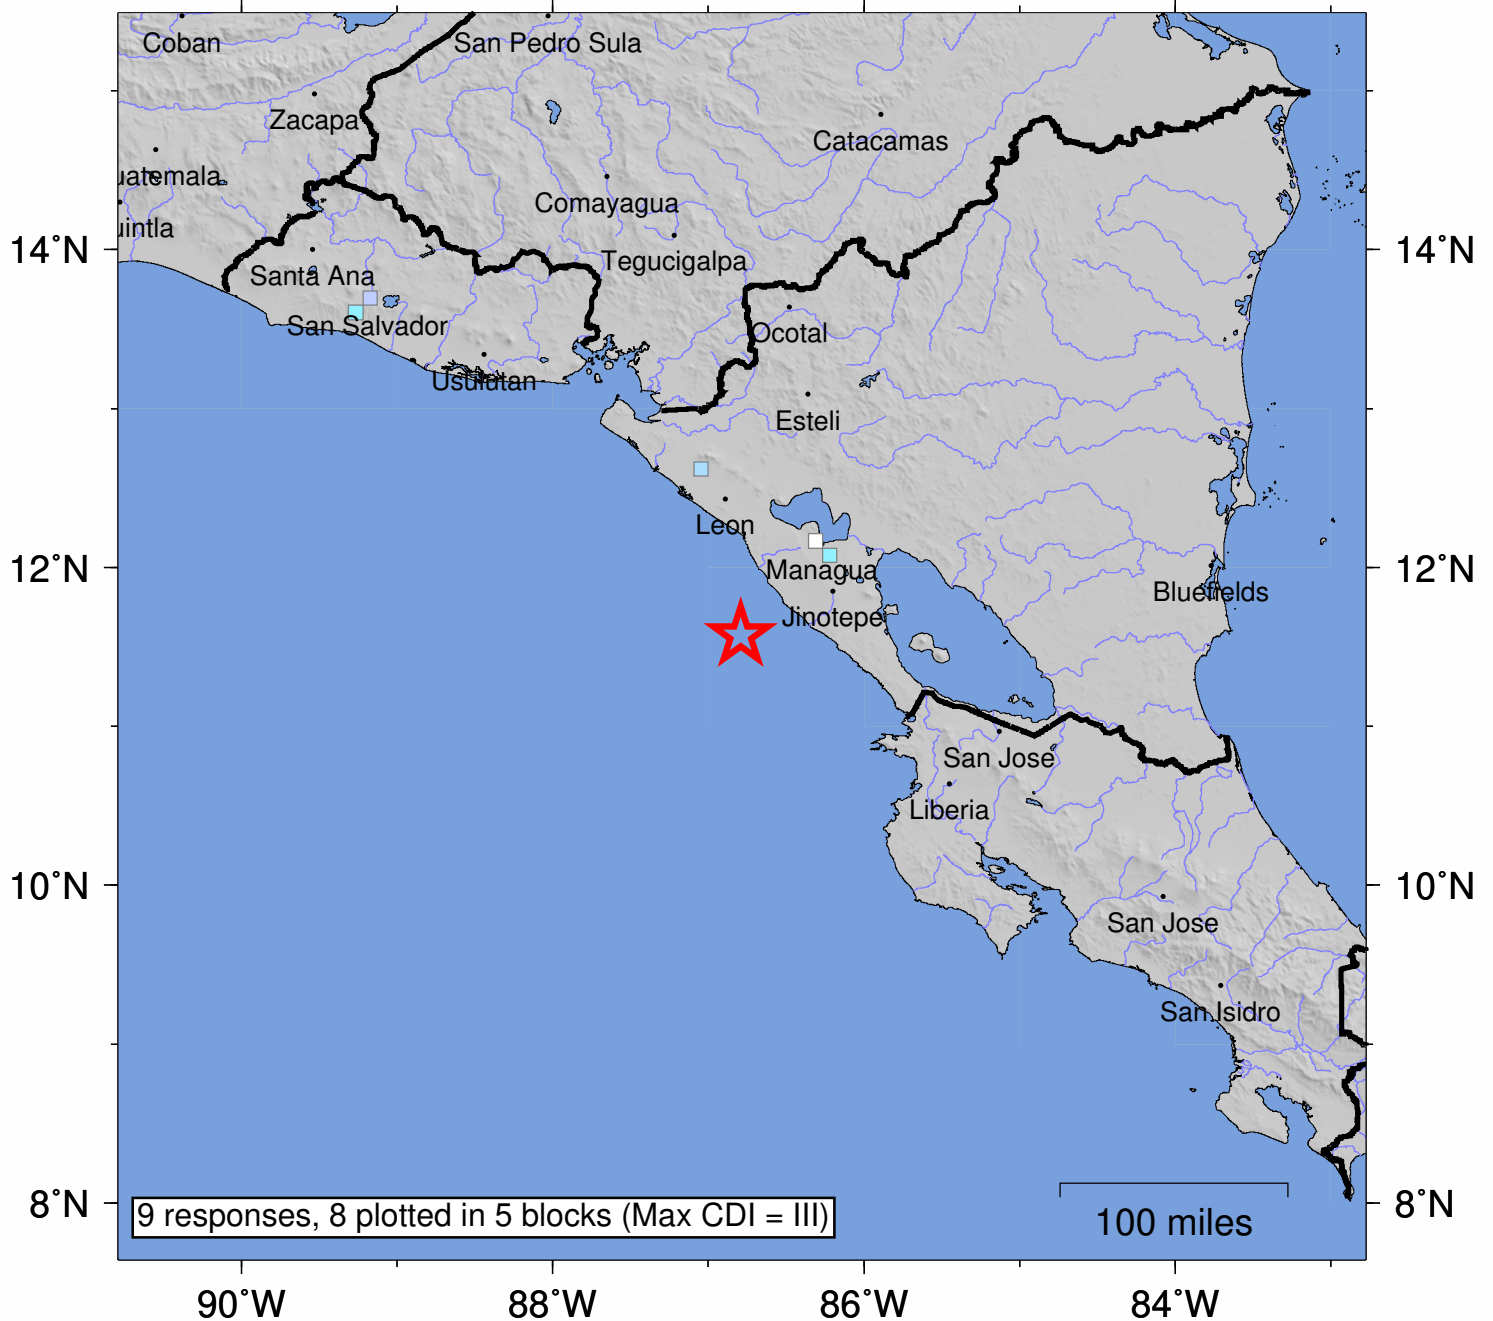 Coban
San Pedro Sula
Zacapa
Catacamas
uatemala
Comayagua
uintla
14°N
14°N
Tegucigalpa
Santa Ana
San Salvador
Ocotal
Usulutan
Esteli
Leon
12°N
Managua
12°N
Bluefields
Jinotepe
San Jose
Liberia
10°N
10°N
San Jose
San Isidro
8°N
8°N
9 responses, 8 plotted in 5 blocks (Max CDI = III)
100 miles
90°W
88°W
86°W
84°W